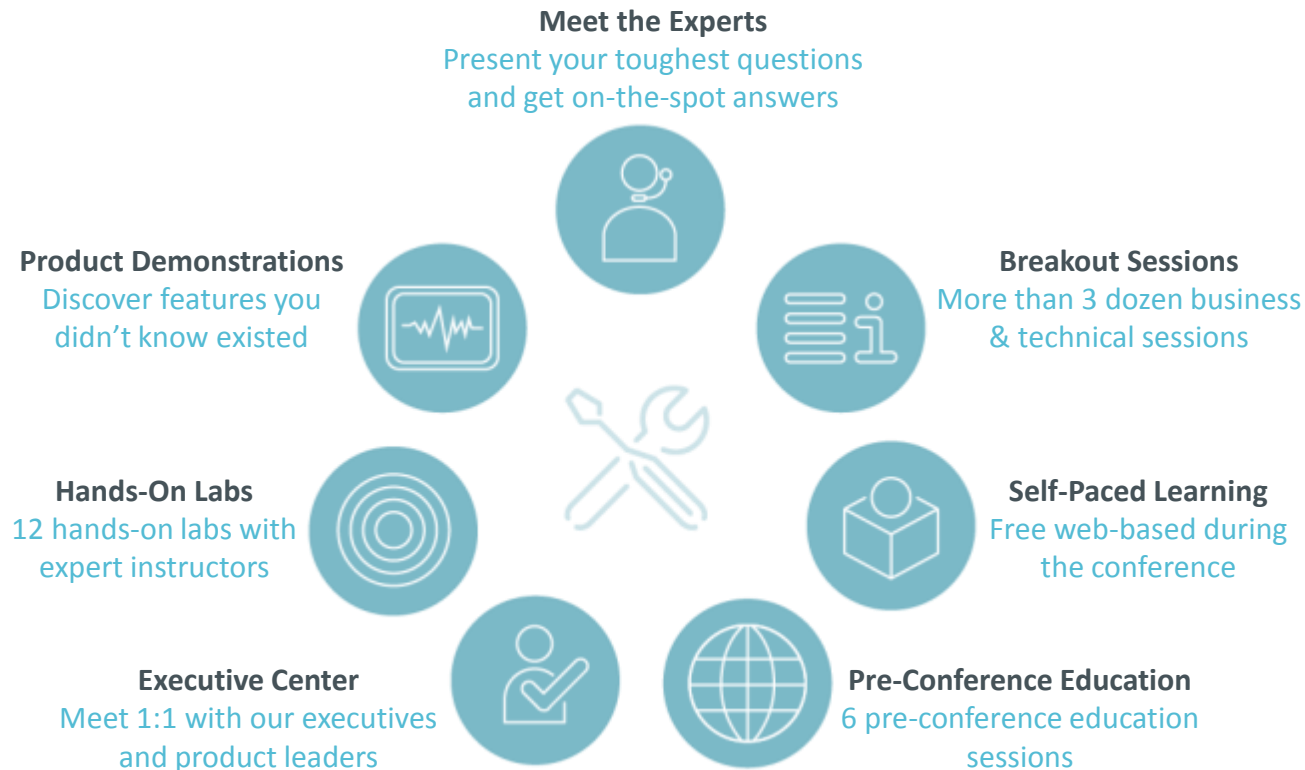 Meet the Experts
Present your toughest questions
and get on-the-spot answers
Product Demonstrations
Discover features you
didn’t know existed
Breakout Sessions
More than 3 dozen business
& technical sessions
Hands-On Labs
12 hands-on labs with
expert instructors
Self-Paced Learning
Free web-based during
the conference
Executive Center
Meet 1:1 with our executives
and product leaders
Pre-Conference Education
6 pre-conference education
sessions